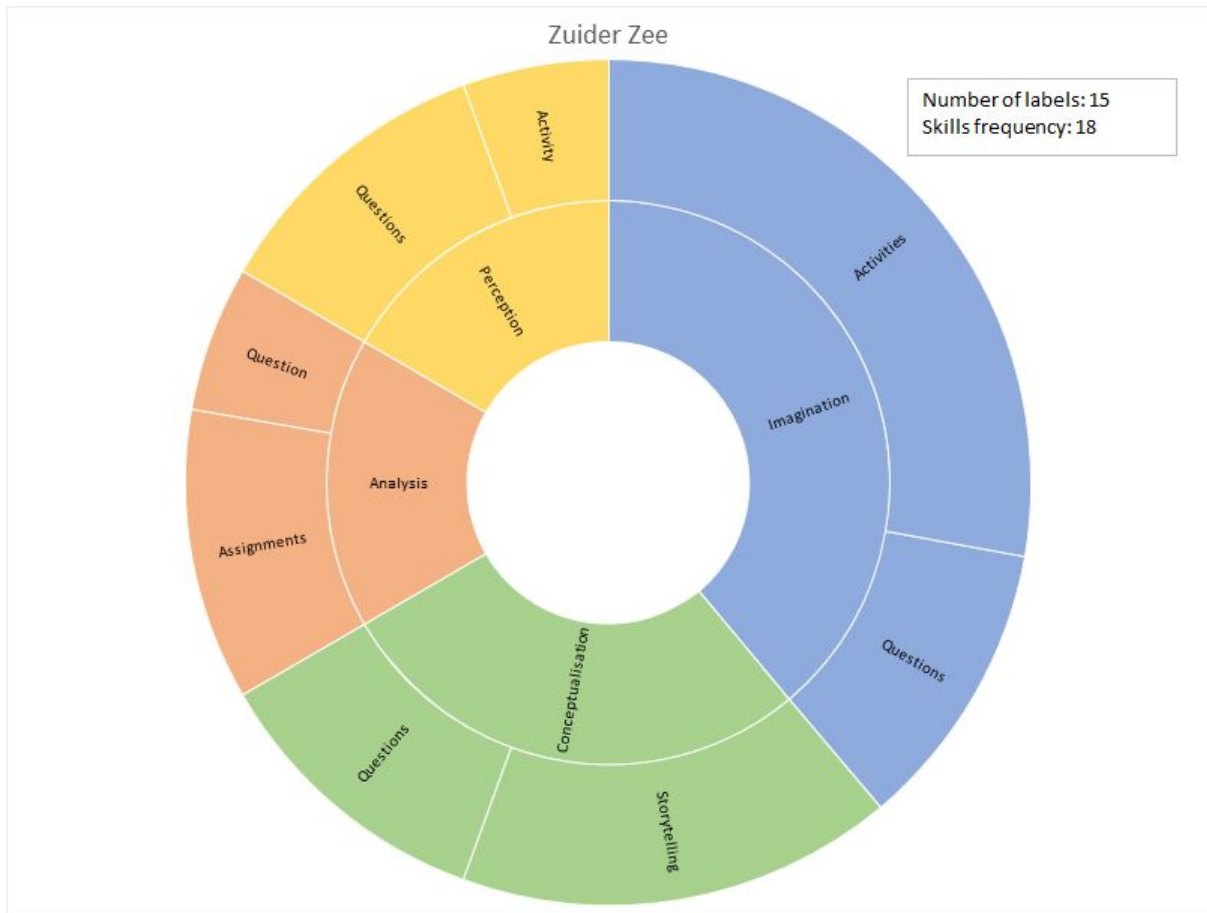 Zuider Zee
Number of labels: 15
Skills frequency: 18
Activity
Questions
Perception
Activities
Imagination
Question
Analysis
Assignments
Questions
Conceptualisation
Questions
Storytelling